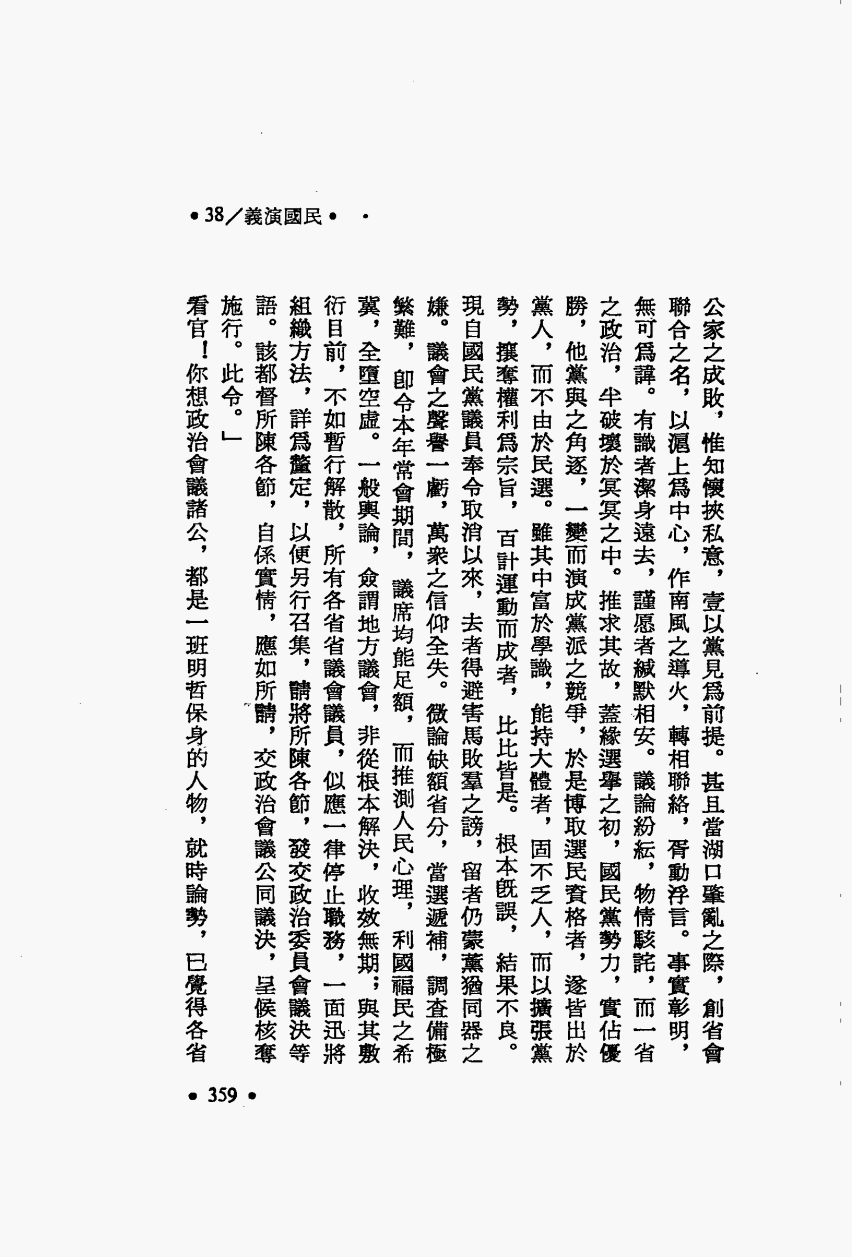 •38/義演國民•
公家之成敗，惟知懷挾私意，壹以黨見爲前提。甚且當湖口肇亂之際，創省會
聯合之名，以滬上爲中心，作南風之導火，轉相聯絡，胥動浮言。事實彰明，
無可爲諱。有識者潔身遠去，謹愿者緘默相安。議論紛紜，物情駭詫，而一省
之政治，半破壞於冥冥之中。推求其故，蓋緣選舉之初，國民黨勢力，實佔優
勝，他黨與之角逐，一變而演成黨派之競爭，於是博取選民資格者，遂皆出於
黨人，而不由於民選。雖其中富於學識，能持大體者，固不乏人，而以擴張黨
勢，攘奪權利爲宗旨，百計運動而成者，比比皆是。根本旣誤，結果不良。
現自國民黨議員奉令取消以來，去者得避害馬敗羣之謗，留者仍蒙薰猶同器之
嫌。議會之聲譽一虧，萬衆之信仰全失。微論缺額省分，當選遞補，調查備極
繁難，卽令本年常會期間，議席均能足額，而推測人民心理，利國福民之希
冀，全墮空虛。一般輿論，僉謂地方議會，非從根本解決，收效無期；與其敷
衍目前，不如暫行解散，所有各省省議會議員，似應一律停止職務，一面迅將
組織方法，詳爲釐定，以便另行召集，請將所陳各節，發交政治委員會議決等
語。該都督所陳各節，自係實情，應如所請，交政治會議公同議決，呈候核奪
施行。此令。」
看官！你想政治會議諸公，都是一班明哲保身的人物，就時論勢，已覺得各省
•359•